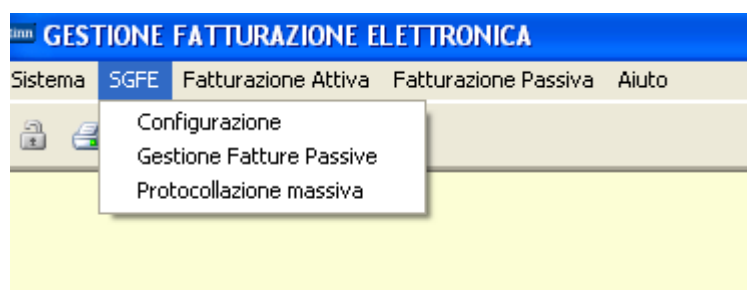 GESTIONE FATTURAZIONE ELETTRONICA
Sistema SGFE Fatturazione Attiva Fatturazione Passiva Aiuto
Configurazione
Gestione Fatture Passive
Protocollazione massiva